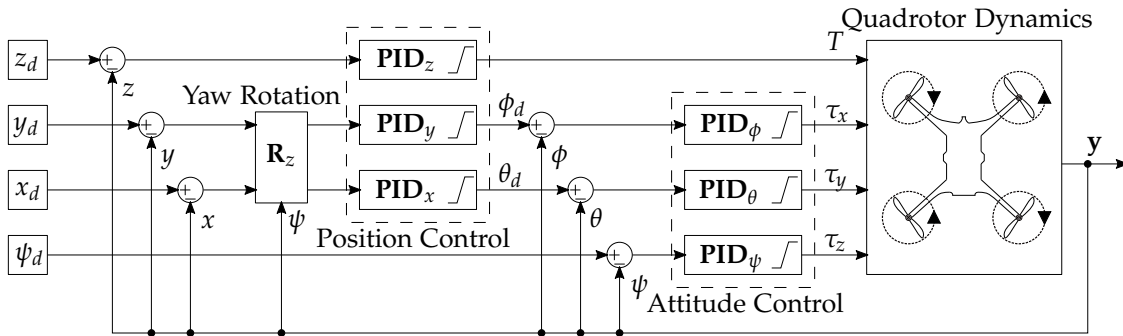 Quadrotor Dynamics
z_d
+
−
z
PID_z
T
Yaw Rotation
y_d
+
−
y
R_z
PID_y
ϕ_d
+
−
ϕ
PID_ϕ
τ_x
y
x_d
+
−
x
ψ
PID_x
θ_d
+
−
θ
PID_θ
τ_y
Position Control
ψ_d
+
−
ψ
PID_ψ
τ_z
Attitude Control